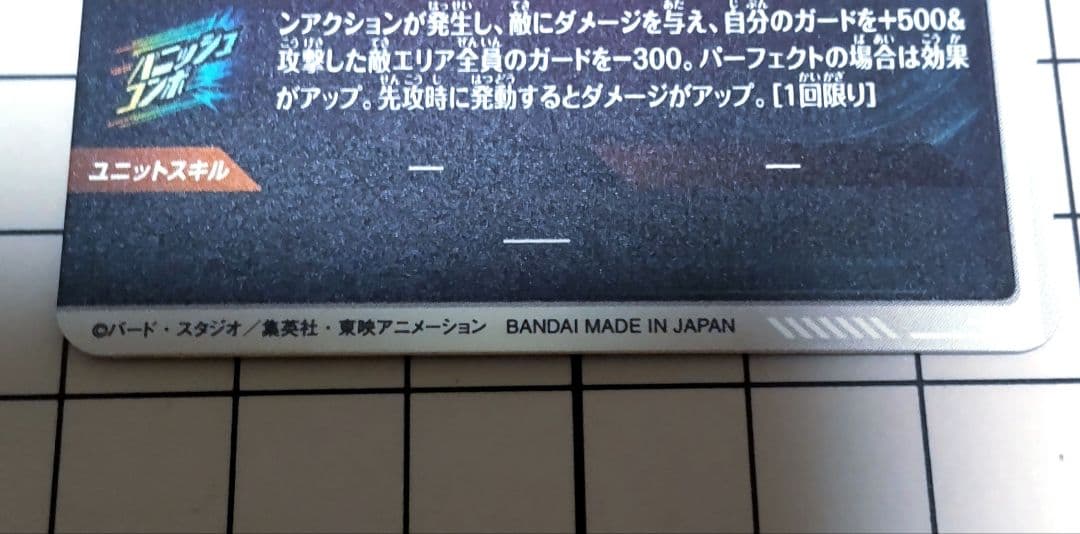 ンアクションが発生し、敵にダメージを与え、自分のガードを+500&
攻撃した敵エリア全員のガードを−300。パーフェクトの場合は効果
がアップ。先攻時に発動するとダメージがアップ。[1回限り]
パニッシュ
コンボ
ユニットスキル
—
—
—
©バード・スタジオ／集英社・東映アニメーション BANDAI MADE IN JAPAN